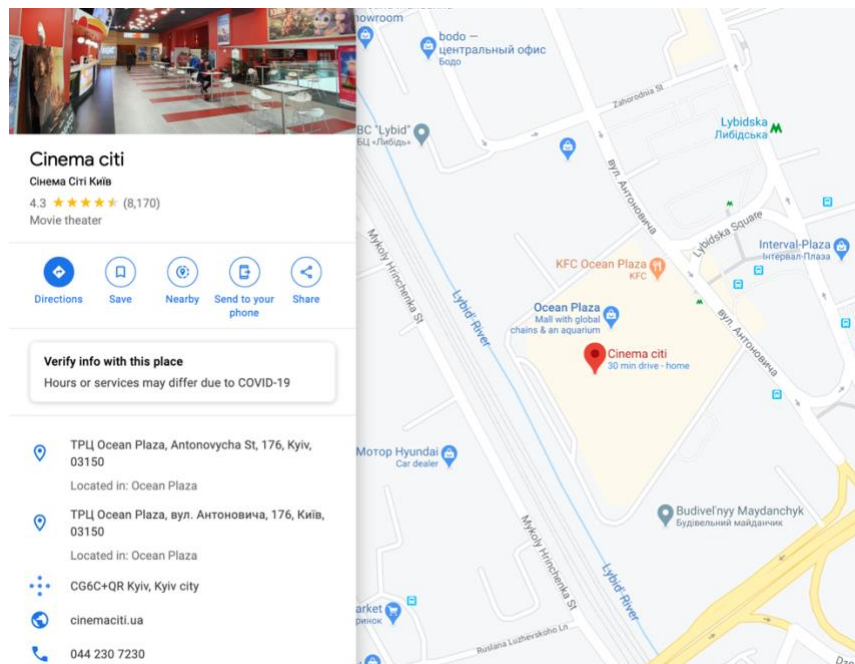 Cinema citi
Сінема Сіті Київ
4.3 (8,170)
Movie theater
Directions
Save
Nearby
Send to your
phone
Share
Verify info with this place
Hours or services may differ due to COVID-19
ТРЦ Ocean Plaza, Antonovycha St, 176, Kyiv,
03150
Located in: Ocean Plaza
ТРЦ Ocean Plaza, вул. Антоновича, 176, Київ,
03150
Located in: Ocean Plaza
CG6C+QR Kyiv, Kyiv city
cinemaciti.ua
044 230 7230
howroom
bodo —
центральный офис
Бодо
Zahorodnia St
BC "Lybid"
БЦ «Либідь»
Lybidska
Либідська
вул. Антоновича
Lybidska Square
Interval-Plaza
Інтервал-Плаза
Mykoly Hrinchenka St
Lybid' River
KFC Ocean Plaza
KFC
Ocean Plaza
Mall with global
chains & an aquarium
вул. Антоновича
Cinema citi
30 min drive - home
Мотор Hyundai
Car dealer
Budivel'nyy Maydanchyk
Будівельний майданчик
Mykoly Hrinchenka St
Lybid' River
arket
ринок
Ruslana Luzhevskoho Ln